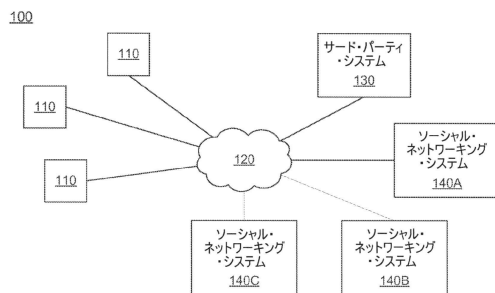 100
110
サード・パーティ
・システム
130
110
ソーシャル・
ネットワーキング・
システム
140A
120
110
ソーシャル・
ネットワーキング
・システム
140C
ソーシャル・
ネットワーキング
・システム
140B